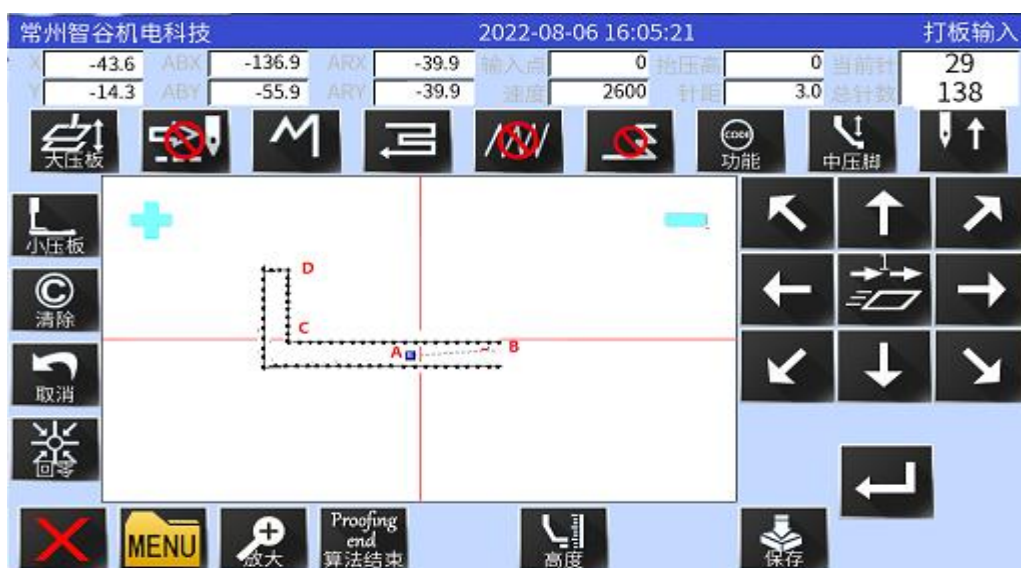 常州智谷机电科技 2022-08-06 16:05:21 打板输入
X -43.6 ABX -136.9 ARX -39.9 输入点 0 抬压高 0 当前针 29
Y -14.3 ABY -55.9 ARY -39.9 速度 2600 针距 3.0 总针数 138
大压板 CODE 功能 中压脚
小压板
D
C
清除
A B
取消
回零
MENU 放大 Proofing end 算法结束 高度 保存